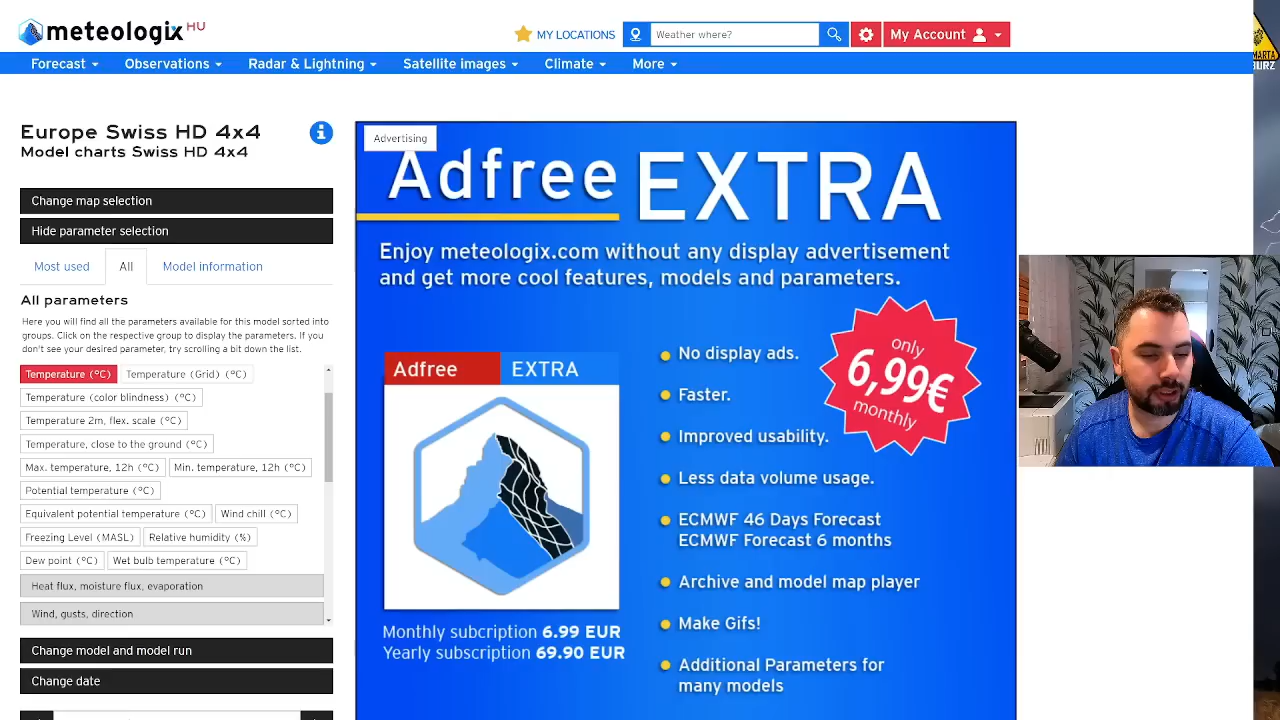 meteologix HU
MY LOCATIONS
Weather where?
My Account
Forecast
Observations
Radar & Lightning
Satellite images
Climate
More
Europe Swiss HD 4x4
Model charts Swiss HD 4x4
Change map selection
Hide parameter selection
Most used
All
Model information
All parameters
Here you will find all the parameters available for this model sorted into
groups. Click on the respective group to display the parameters. If you
don't see your desired parameter, try scrolling a bit down the list.
Temperature (°C)
Temperature (Grid) (°C)
Temperature (color blindness) (°C)
Temperature 2m, flex. scale (°C)
Temperature, close to the ground (°C)
Max. temperature, 12h (°C)
Min. temperature, 12h (°C)
Potential temperature (°C)
Equivalent potential temperature (°C)
Wind chill (°C)
Freezing Level (MASL)
Relative humidity (%)
Dew point (°C)
Wet bulb temperature (°C)
Heat flux, moisture flux, evaporation
Wind, gusts, direction
Change model and model run
Change date
Advertising
Adfree EXTRA
Enjoy meteologix.com without any display advertisement
and get more cool features, models and parameters.
Adfree EXTRA
Monthly subcription 6.99 EUR
Yearly subscription 69.90 EUR
No display ads.
Faster.
Improved usability.
Less data volume usage.
ECMWF 46 Days Forecast
ECMWF Forecast 6 months
Archive and model map player
Make Gifs!
Additional Parameters for
many models
only
6,99€
monthly